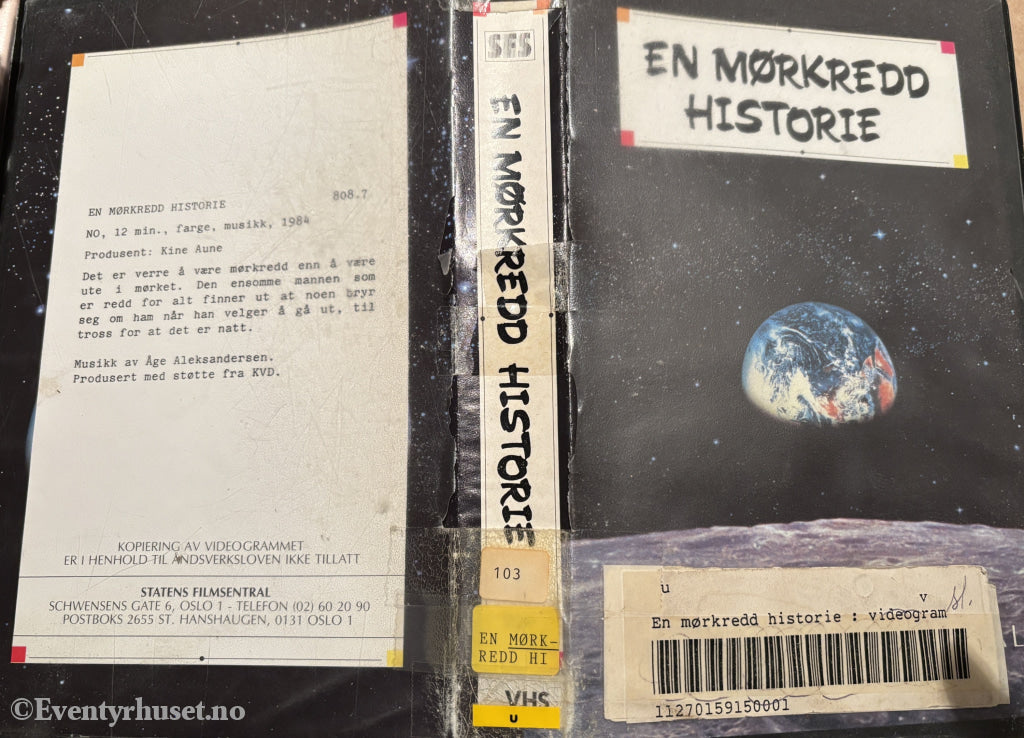 EN MØRKREDD HISTORIE 808.7
NO, 12 min., farge, musikk, 1984
Produsent: Kine Aune
Det er verre å være mørkredd enn å være
ute i mørket. Den ensomme mannen som
er redd for alt finner ut at noen bryr
seg om ham når han velger å gå ut, til
tross for at det er natt.
Musikk av Åge Aleksandersen.
Produsert med støtte fra KVD.
KOPIERING AV VIDEOGRAMMET
ER I HENHOLD TIL ÅNDSVERKSLOVEN IKKE TILLATT
STATENS FILMSENTRAL
SCHWENSENS GATE 6, OSLO 1 - TELEFON (02) 60 20 90
POSTBOKS 2655 ST. HANSHAUGEN, 0131 OSLO 1
©Eventyrhuset.no
SFS
EN MØRKREDD HISTORIE
103
EN MØRK-
REDD HI
VHS
u
EN MØRKREDD
HISTORIE
u
v
En mørkredd historie : videogram
11270159150001
L